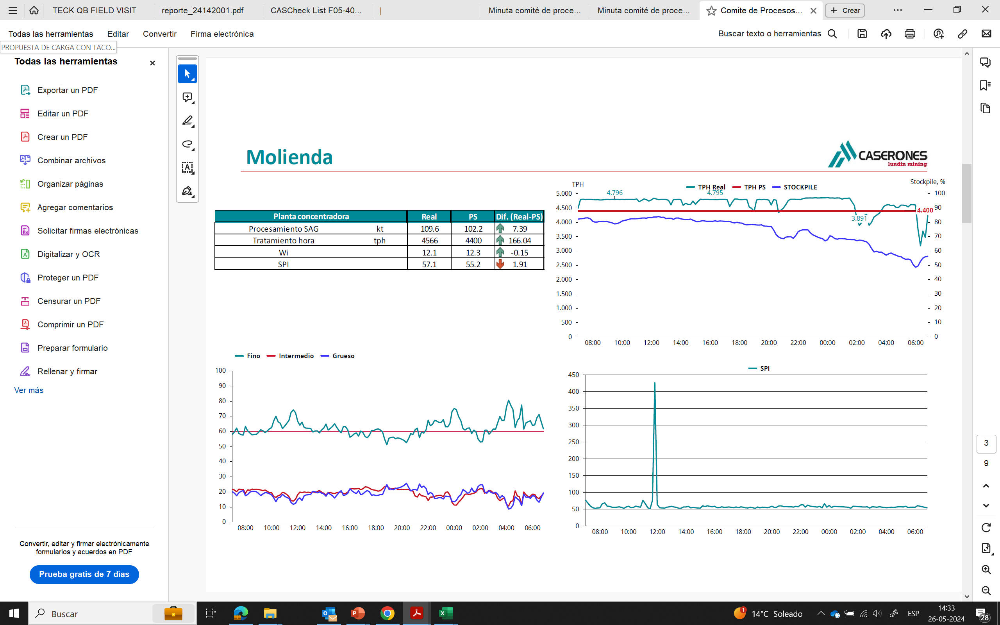 TECK QB FIELD VISIT
reporte_24142001.pdf
CASCheck List F05-40...
Minuta comité de proce...
Minuta comité de proce...
Comite de Procesos...
Crear
Todas las herramientas
Editar
Convertir
Firma electrónica
Buscar texto o herramientas
PROPUESTA DE CARGA CON TACO...
Todas las herramientas
Exportar un PDF
Editar un PDF
Crear un PDF
Combinar archivos
Organizar páginas
Agregar comentarios
Solicitar firmas electrónicas
Digitalizar y OCR
Proteger un PDF
Censurar un PDF
Comprimir un PDF
Preparar formulario
Rellenar y firmar
Ver más
Convertir, editar y firmar electrónicamente
formularios y acuerdos en PDF
Prueba gratis de 7 días
Molienda
CASERONES
lundin mining
Planta concentradora Real PS Dif. (Real-PS)
Procesamiento SAG kt 109.6 102.2 7.39
Tratamiento hora tph 4566 4400 166.04
Wi 12.1 12.3 -0.15
SPI 57.1 55.2 1.91
TPH
Stockpile, %
TPH Real TPH PS STOCKPILE
4.796
4.795
4.400
3.891
5.000
4.500
4.000
3.500
3.000
2.500
2.000
1.500
1.000
500
0
100
90
80
70
60
50
40
30
20
10
0
08:00 10:00 12:00 14:00 16:00 18:00 20:00 22:00 00:00 02:00 04:00 06:00
Fino Intermedio Grueso
100
90
80
70
60
50
40
30
20
10
0
08:00 10:00 12:00 14:00 16:00 18:00 20:00 22:00 00:00 02:00 04:00 06:00
SPI
450
400
350
300
250
200
150
100
50
0
08:00 10:00 12:00 14:00 16:00 18:00 20:00 22:00 00:00 02:00 04:00 06:00
3
9
Buscar
1
14°C Soleado
ESP
14:33
26-05-2024
28